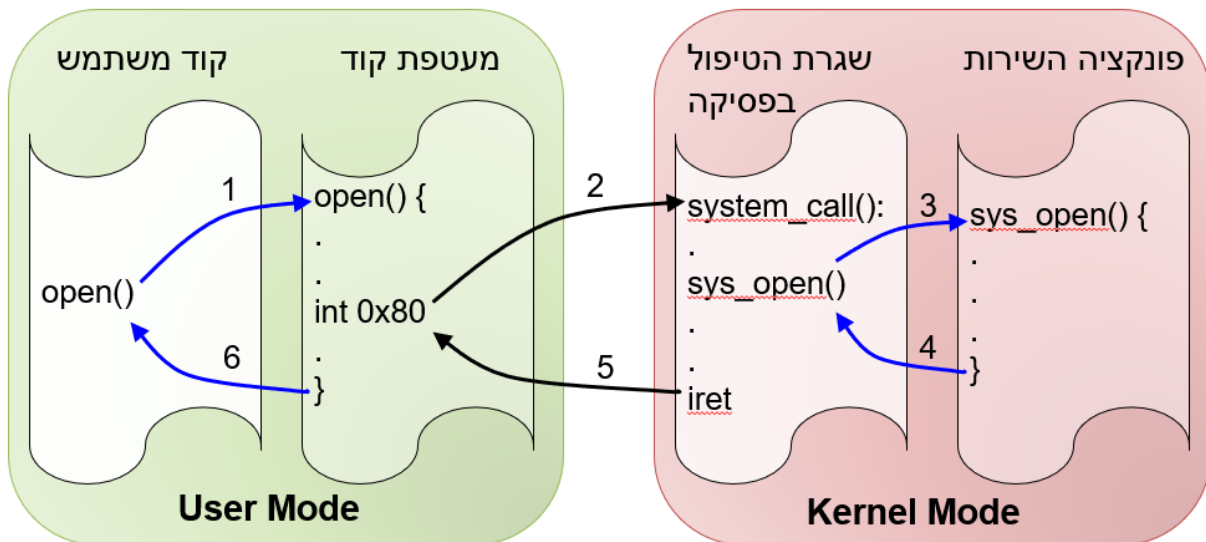 קוד משתמש
מעטפת קוד
שגרת הטיפול
בפסיקה
פונקציה השירות
open()
1
6
open() {
.
.
int 0x80
.
}
2
5
system_call():
.
sys_open()
.
.
iret
3
4
sys_open() {
.
.
.
}
User Mode
Kernel Mode